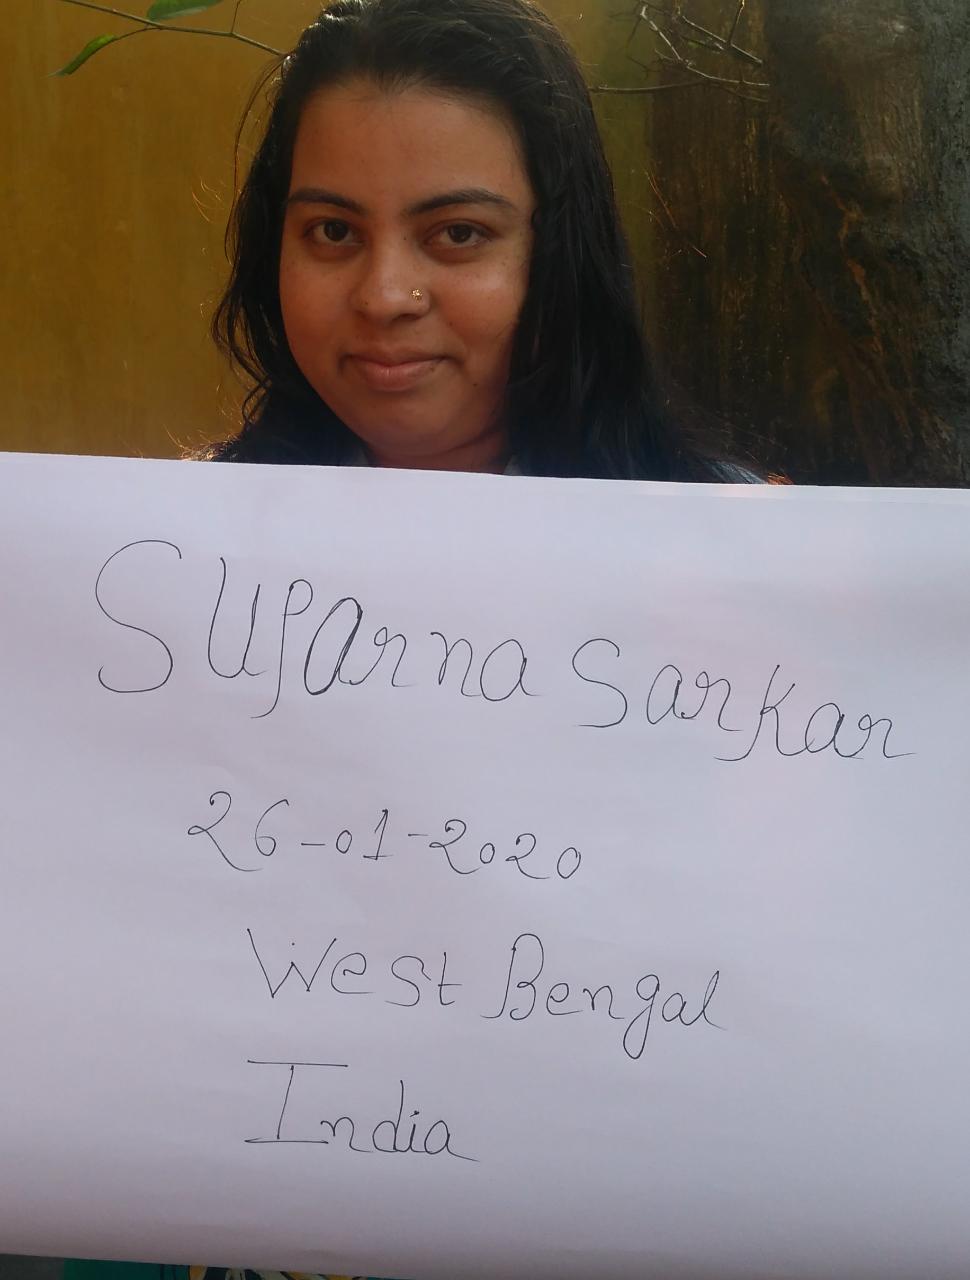 Suparna Sarkar
26-01-2020
West Bengal
India